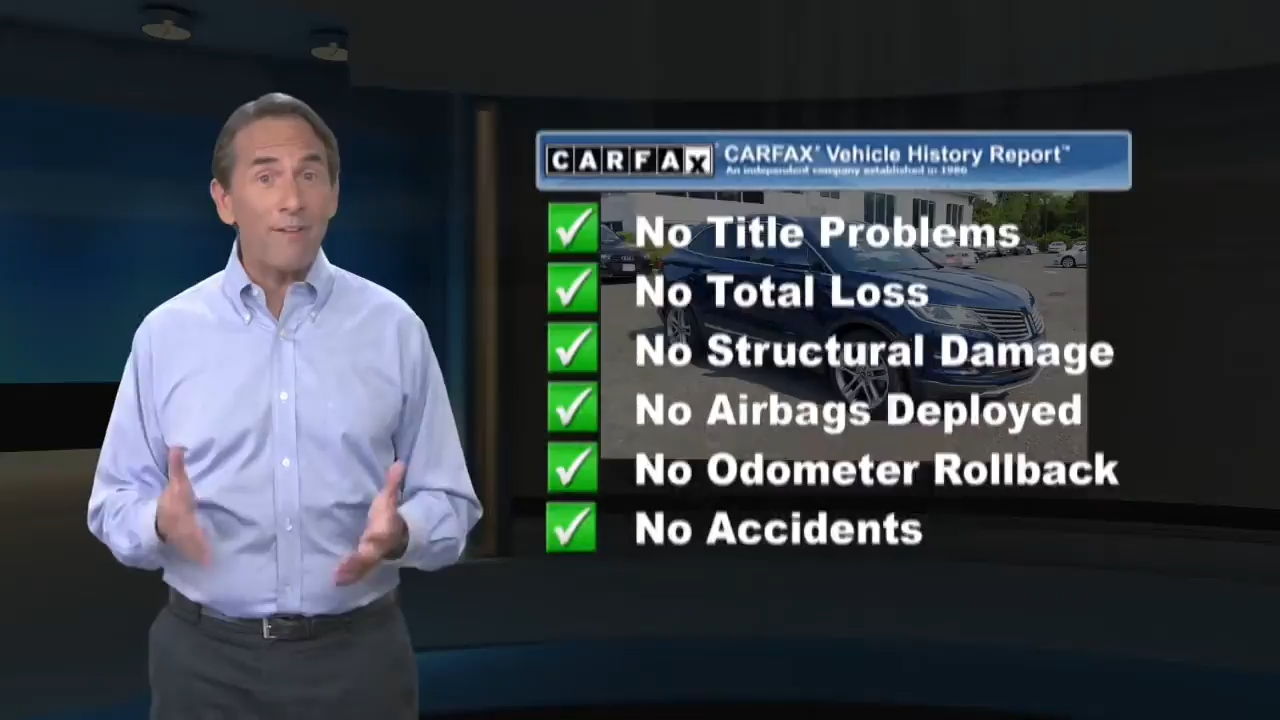 CARFAX
CARFAX® Vehicle History Report™
An independent company established in 1986
No Title Problems
No Total Loss
No Structural Damage
No Airbags Deployed
No Odometer Rollback
No Accidents